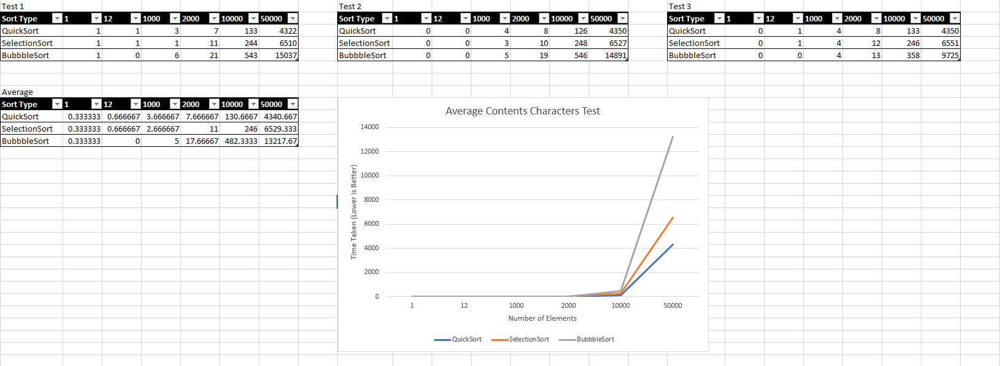 Test 1
Sort Type 1 12 1000 2000 10000 50000
QuickSort 1 1 3 7 133 4322
SelectionSort 1 1 1 11 244 6510
BubbbleSort 1 0 6 21 543 15037
Test 2
Sort Type 1 12 1000 2000 10000 50000
QuickSort 0 0 4 8 126 4350
SelectionSort 0 0 3 10 248 6527
BubbbleSort 0 0 5 19 546 14891
Test 3
Sort Type 1 12 1000 2000 10000 50000
QuickSort 0 1 4 8 133 4350
SelectionSort 0 1 4 12 246 6551
BubbbleSort 0 0 4 13 358 9725
Average
Sort Type 1 12 1000 2000 10000 50000
QuickSort 0.333333 0.666667 3.666667 7.666667 130.6667 4340.667
SelectionSort 0.333333 0.666667 2.666667 11 246 6529.333
BubbbleSort 0.333333 0 5 17.66667 482.3333 13217.67
Average Contents Characters Test
Time Taken (Lower is Better)
14000
12000
10000
8000
6000
4000
2000
0
1 12 1000 2000 10000 50000
Number of Elements
QuickSort SelectionSort BubbbleSort